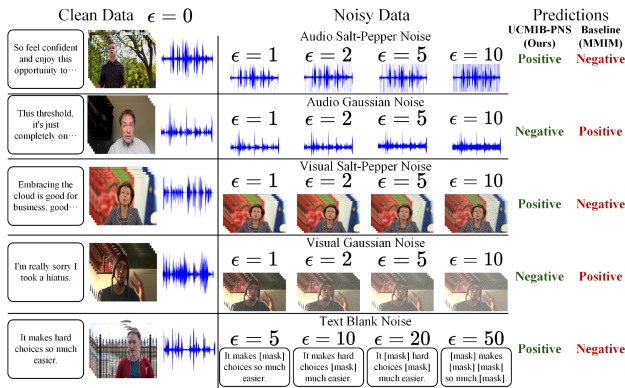 Clean Data ϵ = 0
Noisy Data
Predictions
UCMIB-PNS (Ours)
Baseline (MMIM)
So feel confident
and enjoy this
opportunity to···
Audio Salt-Pepper Noise
ϵ = 1 ϵ = 2 ϵ = 5 ϵ = 10
Positive Negative
This threshold,
it's just
completely on···
Audio Gaussian Noise
ϵ = 1 ϵ = 2 ϵ = 5 ϵ = 10
Negative Positive
Embracing the
cloud is good for
business, good···
Visual Salt-Pepper Noise
ϵ = 1 ϵ = 2 ϵ = 5 ϵ = 10
Positive Negative
I'm really sorry I
took a hiatus.
Visual Gaussian Noise
ϵ = 1 ϵ = 2 ϵ = 5 ϵ = 10
Negative Positive
It makes hard
choices so much
easier.
Text Blank Noise
ϵ = 5 ϵ = 10 ϵ = 20 ϵ = 50
It makes [mask]
choices so much
easier.
It makes hard
choices [mask]
much easier.
It [mask] hard
choices [mask]
much easier.
[mask] makes
[mask] [mask]
so much [mask].
Positive Negative